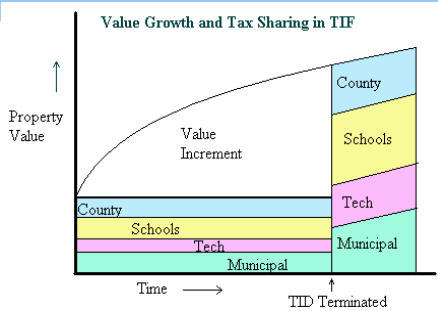 Value Growth and Tax Sharing in TIF
Property
Value
Value
Increment
County
Schools
Tech
Municipal
County
Schools
Tech
Municipal
Time
TID Terminated